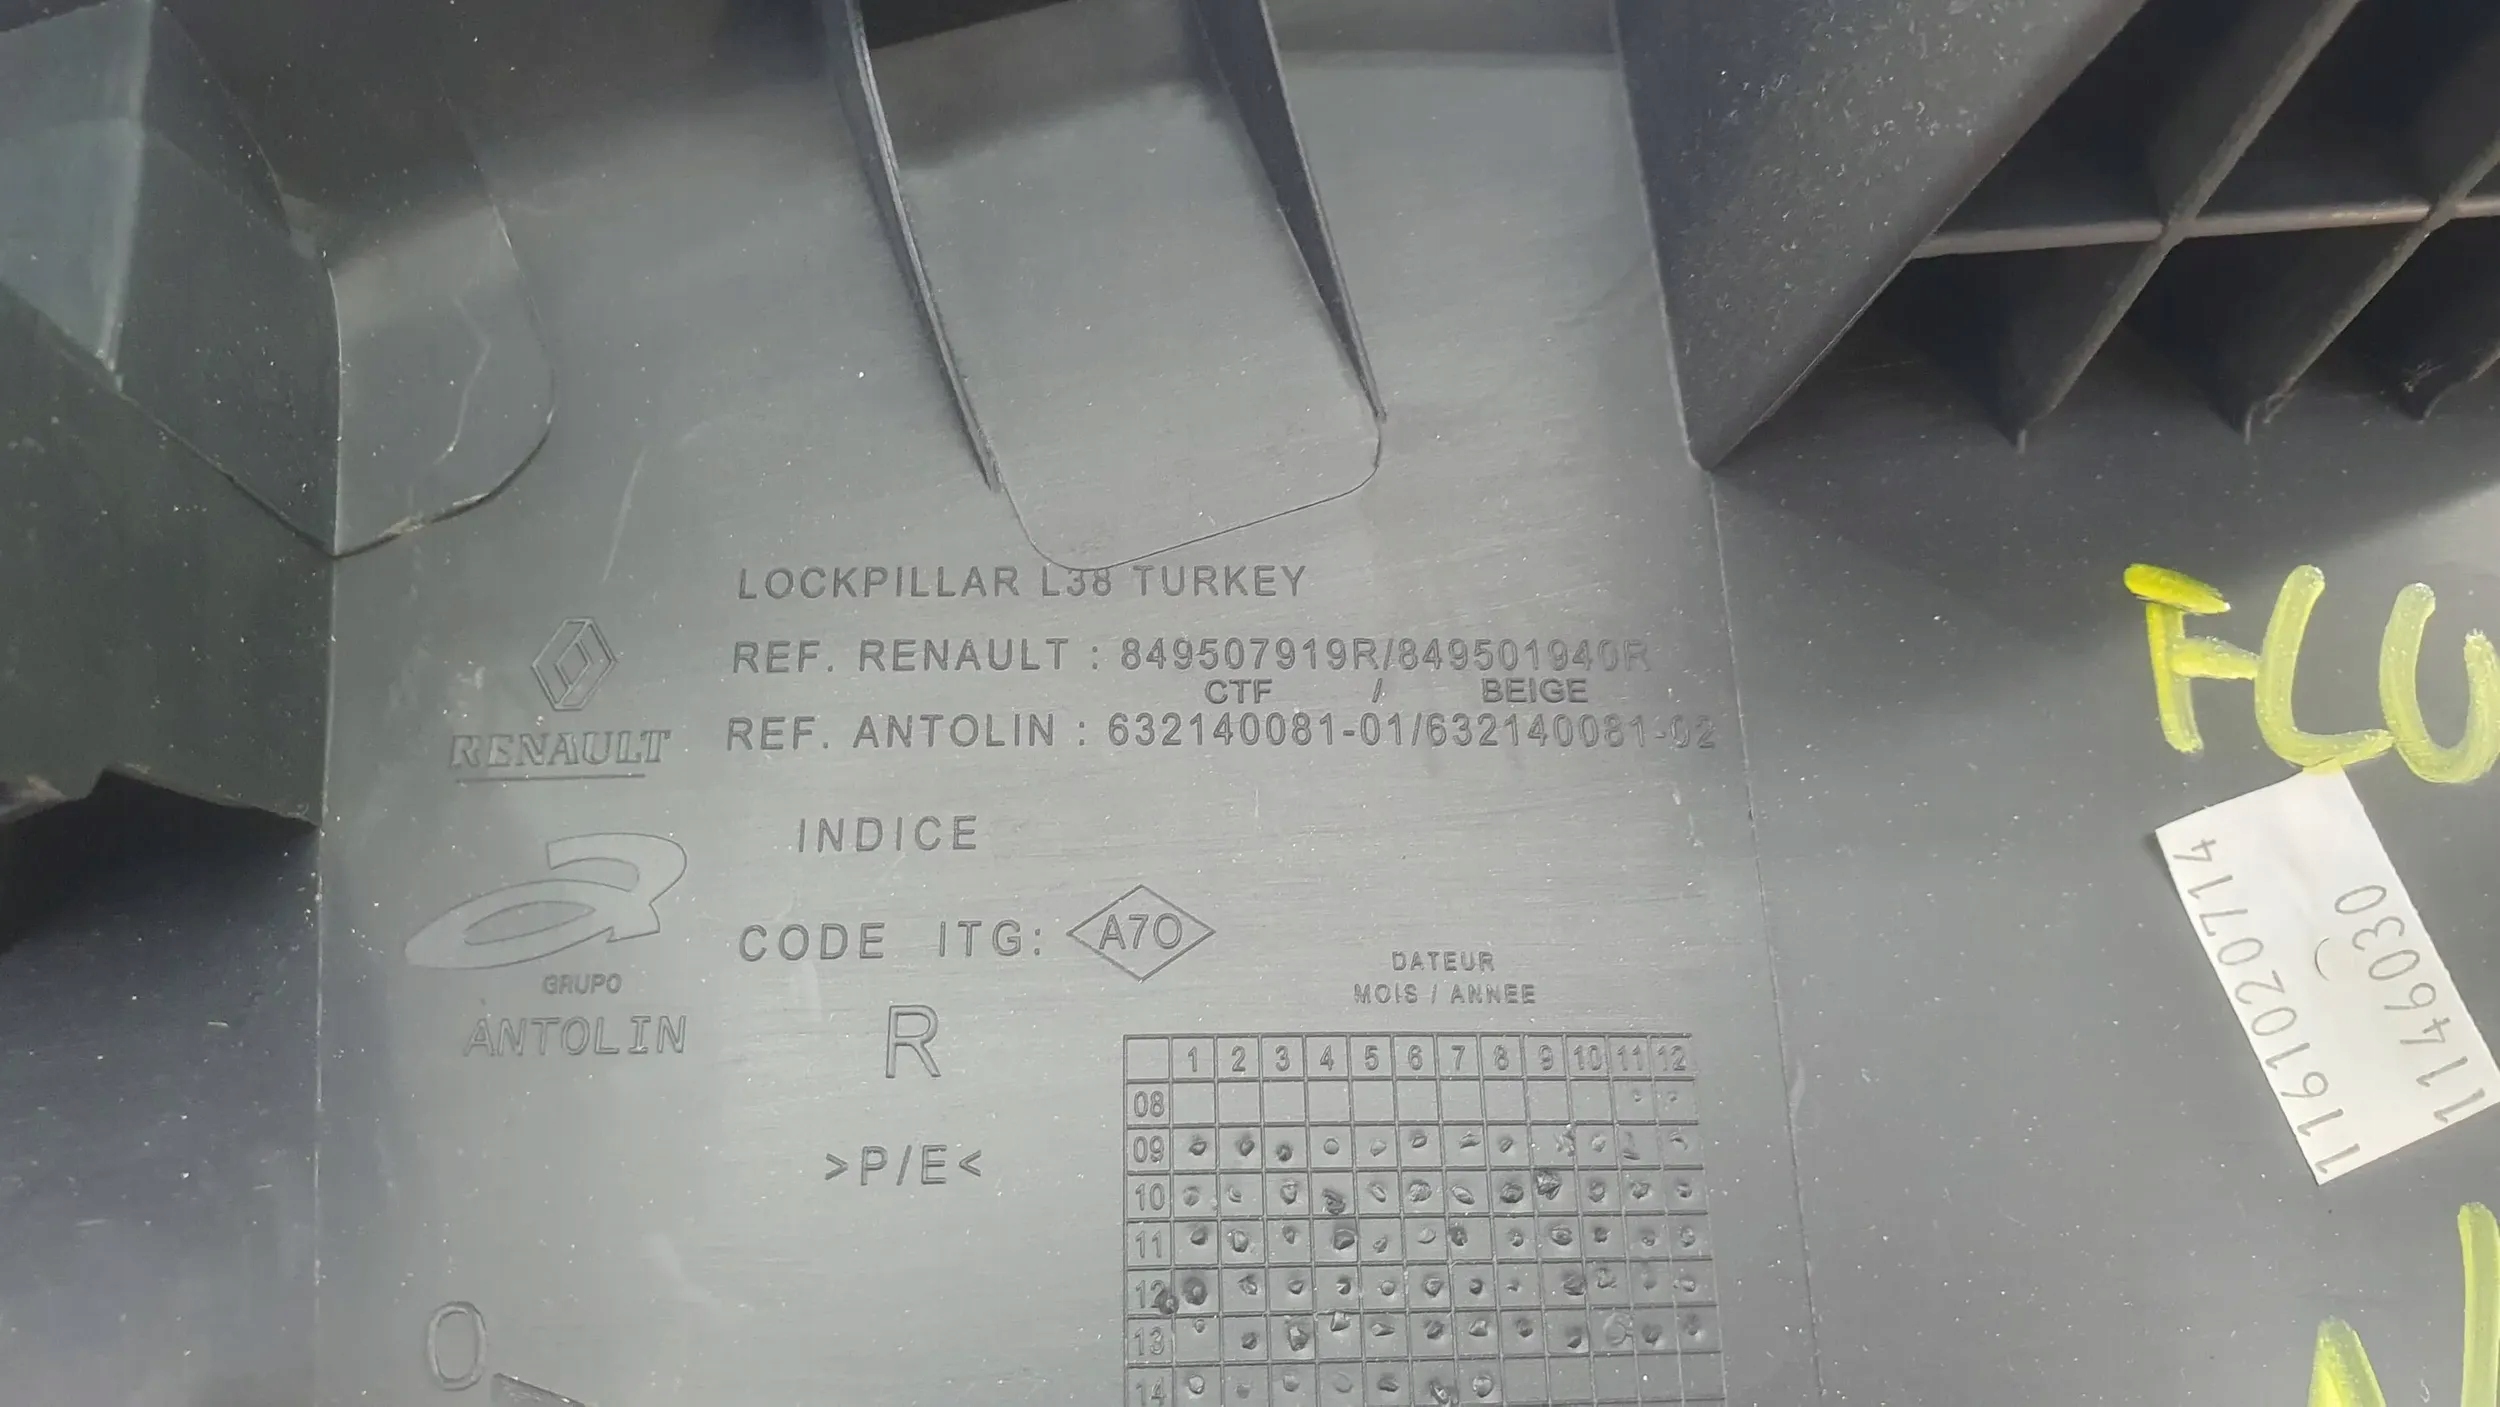 LOCKPILLAR L38 TURKEY
REF. RENAULT : 849507919R/849501940R
CTF / BEIGE
REF. ANTOLIN : 632140081-01/632140081-02
RENAULT
INDICE
CODE ITG: A7O
GRUPO
ANTOLIN
R
>P/E<
DATEUR
MOIS / ANNEE
1 2 3 4 5 6 7 8 9 10 11 12
08
09
10
11
12
13
14
O
FLU
1161020714
1146030